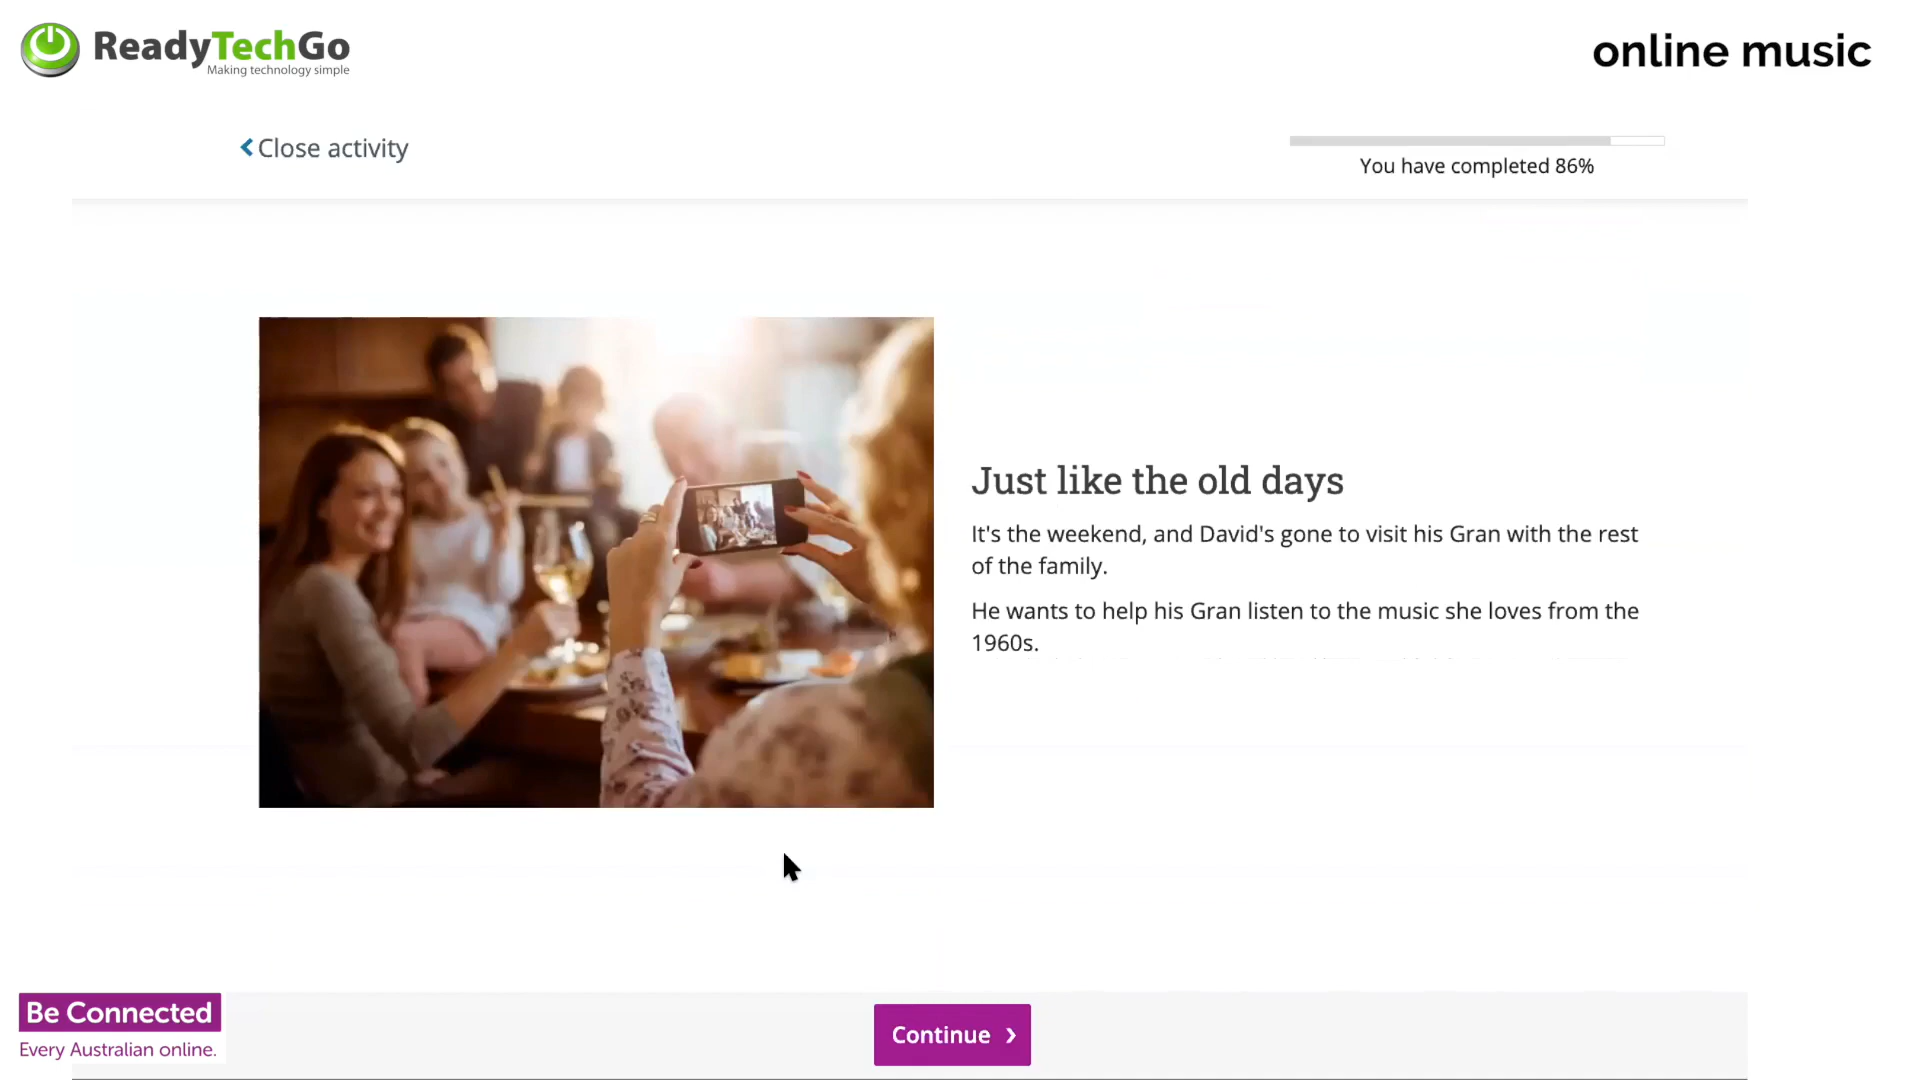 ReadyTechGo
Making technology simple
online music
Close activity
You have completed 86%
Just like the old days
It's the weekend, and David's gone to visit his Gran with the rest
of the family.
He wants to help his Gran listen to the music she loves from the
1960s.
Be Connected
Every Australian online.
Continue